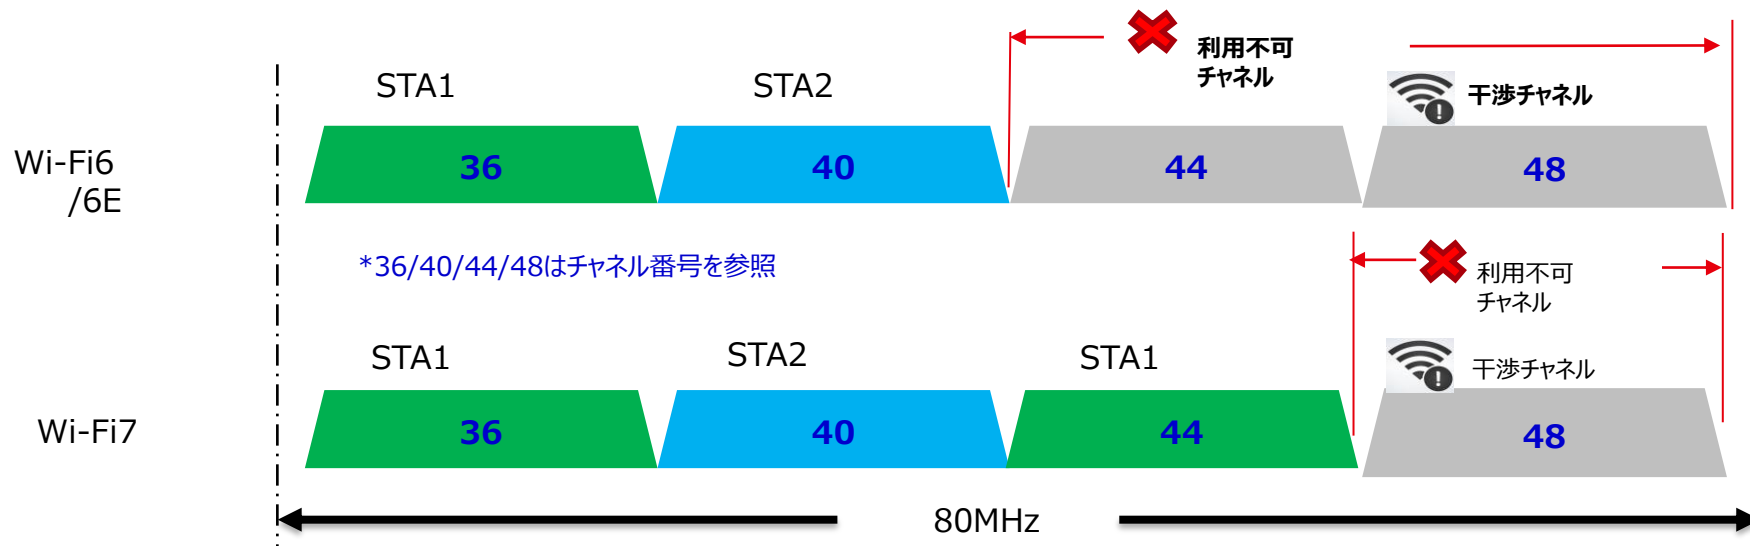 利用不可
チャネル
STA1
STA2
干渉チャネル
Wi-Fi6
/6E
36
40
44
48
*36/40/44/48はチャネル番号を参照
利用不可
チャネル
STA1
STA2
STA1
干渉チャネル
Wi-Fi7
36
40
44
48
80MHz